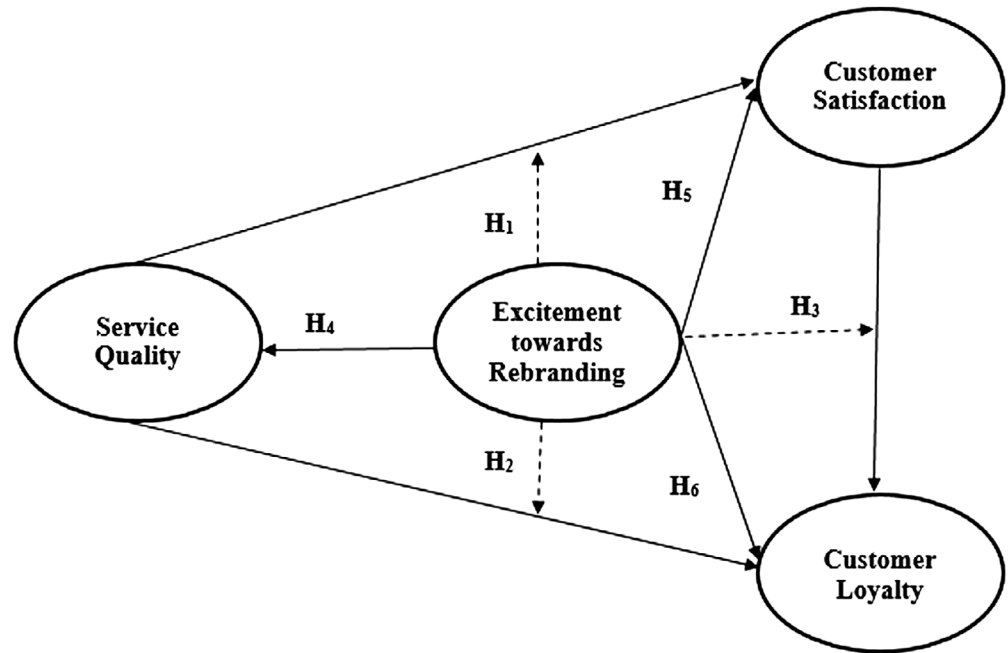 Customer
Satisfaction
H5
H1
Excitement
towards
Rebranding
H3
Service
Quality
H4
H2
H6
Customer
Loyalty